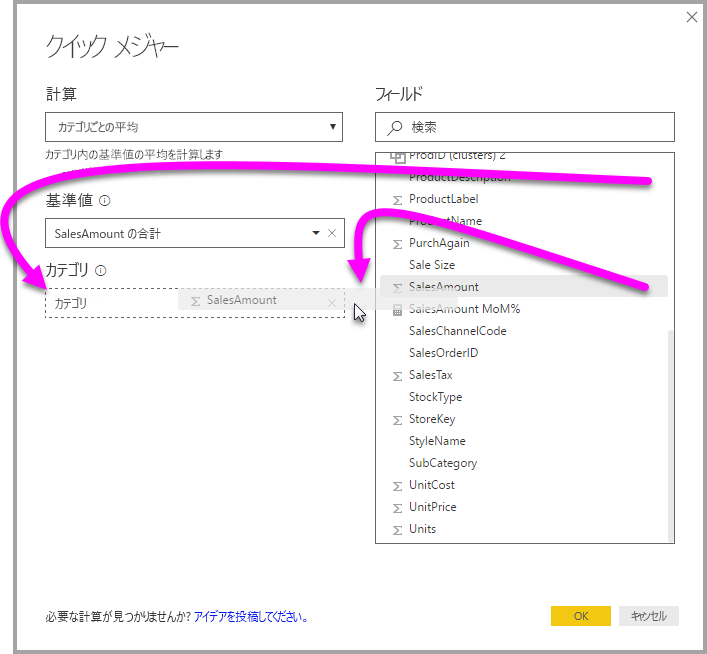 クイック メジャー
計算
カテゴリごとの平均
カテゴリ内の基準値の平均を計算します
基準値
SalesAmount の合計
カテゴリ
カテゴリ
SalesAmount
フィールド
検索
ProdID (clusters) 2
ProductDescription
ProductLabel
ProductName
PurchAgain
Sale Size
SalesAmount
SalesAmount MoM%
SalesChannelCode
SalesOrderID
SalesTax
StockType
StoreKey
StyleName
SubCategory
UnitCost
UnitPrice
Units
必要な計算が見つかりませんか? アイデアを投稿してください。
OK
キャンセル